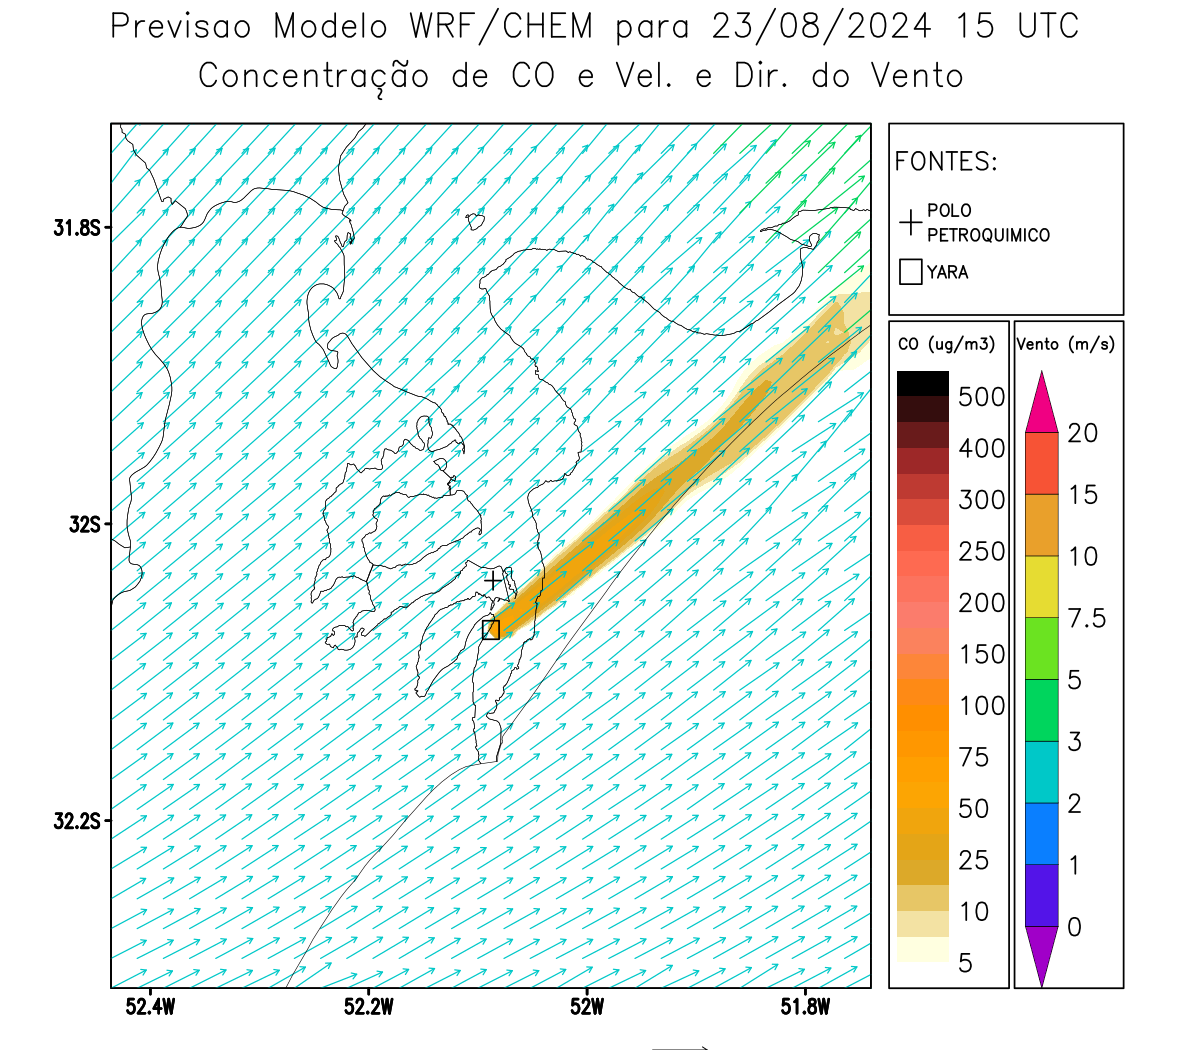 Previsao Modelo WRF/CHEM para 23/08/2024 15 UTC
Concentração de CO e Vel. e Dir. do Vento
FONTES:
POLO
PETROQUIMICO
YARA
CO (ug/m3)
500
400
300
250
200
150
100
75
50
25
10
5
Vento (m/s)
20
15
10
7.5
5
3
2
1
0
31.8S
32S
32.2S
52.4W
52.2W
52W
51.8W